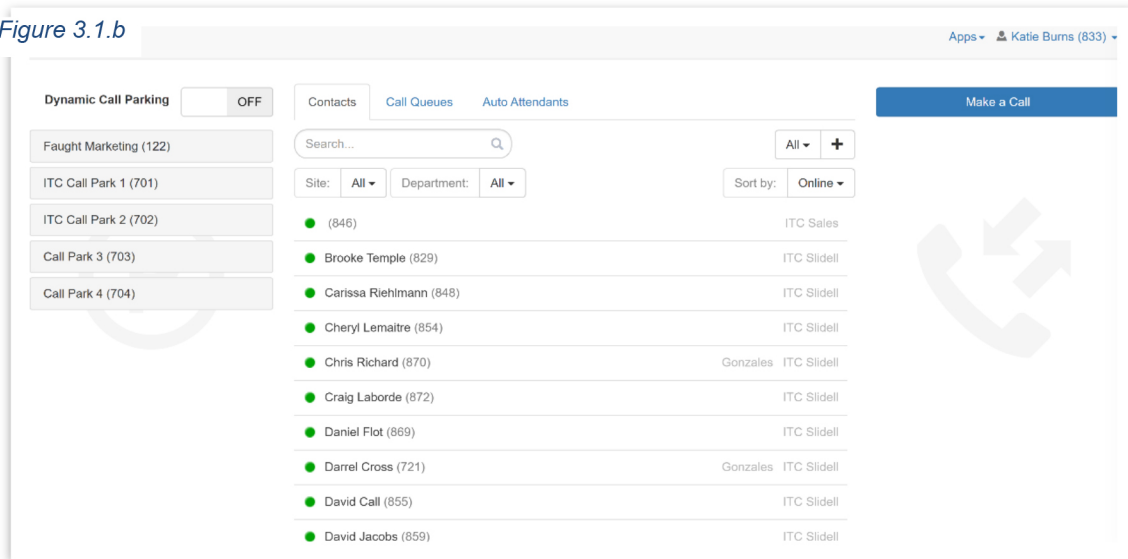 Figure 3.1.b
Apps Katie Burns (833)
Dynamic Call Parking OFF
Faught Marketing (122)
ITC Call Park 1 (701)
ITC Call Park 2 (702)
Call Park 3 (703)
Call Park 4 (704)
Contacts Call Queues Auto Attendants
Search... All +
Site: All Department: All Sort by: Online
(846) ITC Sales
Brooke Temple (829) ITC Slidell
Carissa Riehlmann (848) ITC Slidell
Cheryl Lemaitre (854) ITC Slidell
Chris Richard (870) Gonzales ITC Slidell
Craig Laborde (872) ITC Slidell
Daniel Flot (869) ITC Slidell
Darrel Cross (721) Gonzales ITC Slidell
David Call (855) ITC Slidell
David Jacobs (859) ITC Slidell
Make a Call